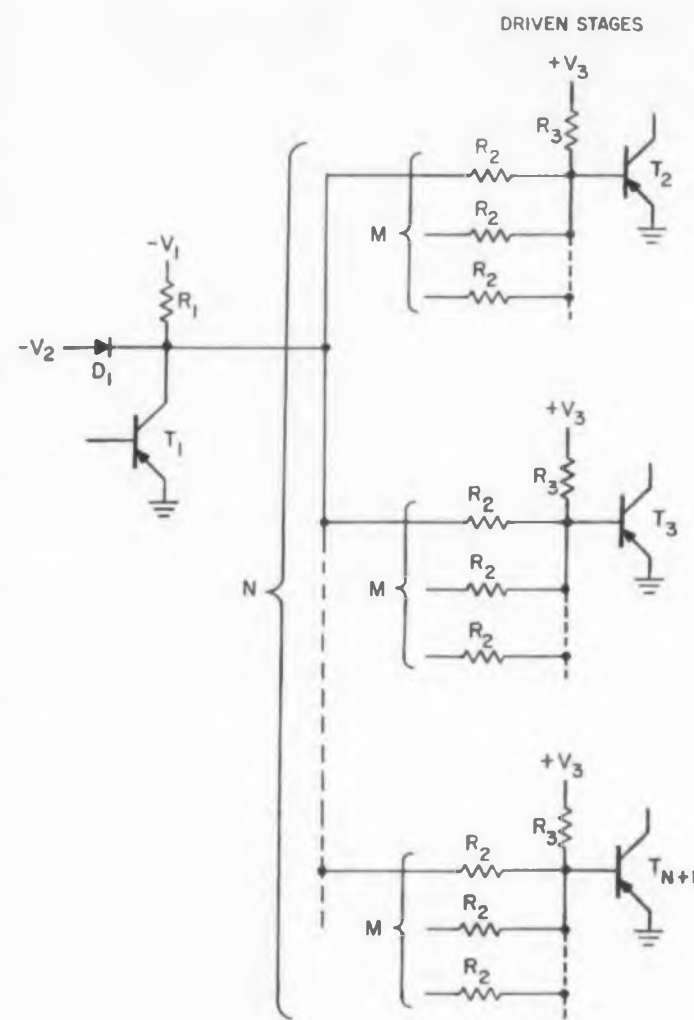 DRIVEN STAGES
+V3
R3
R2
T2
R2
M
R2
-V1
R1
-V2
D1
T1
+V3
R3
R2
T3
N
R2
M
R2
+V3
R3
R2
TN+1
R2
M
R2